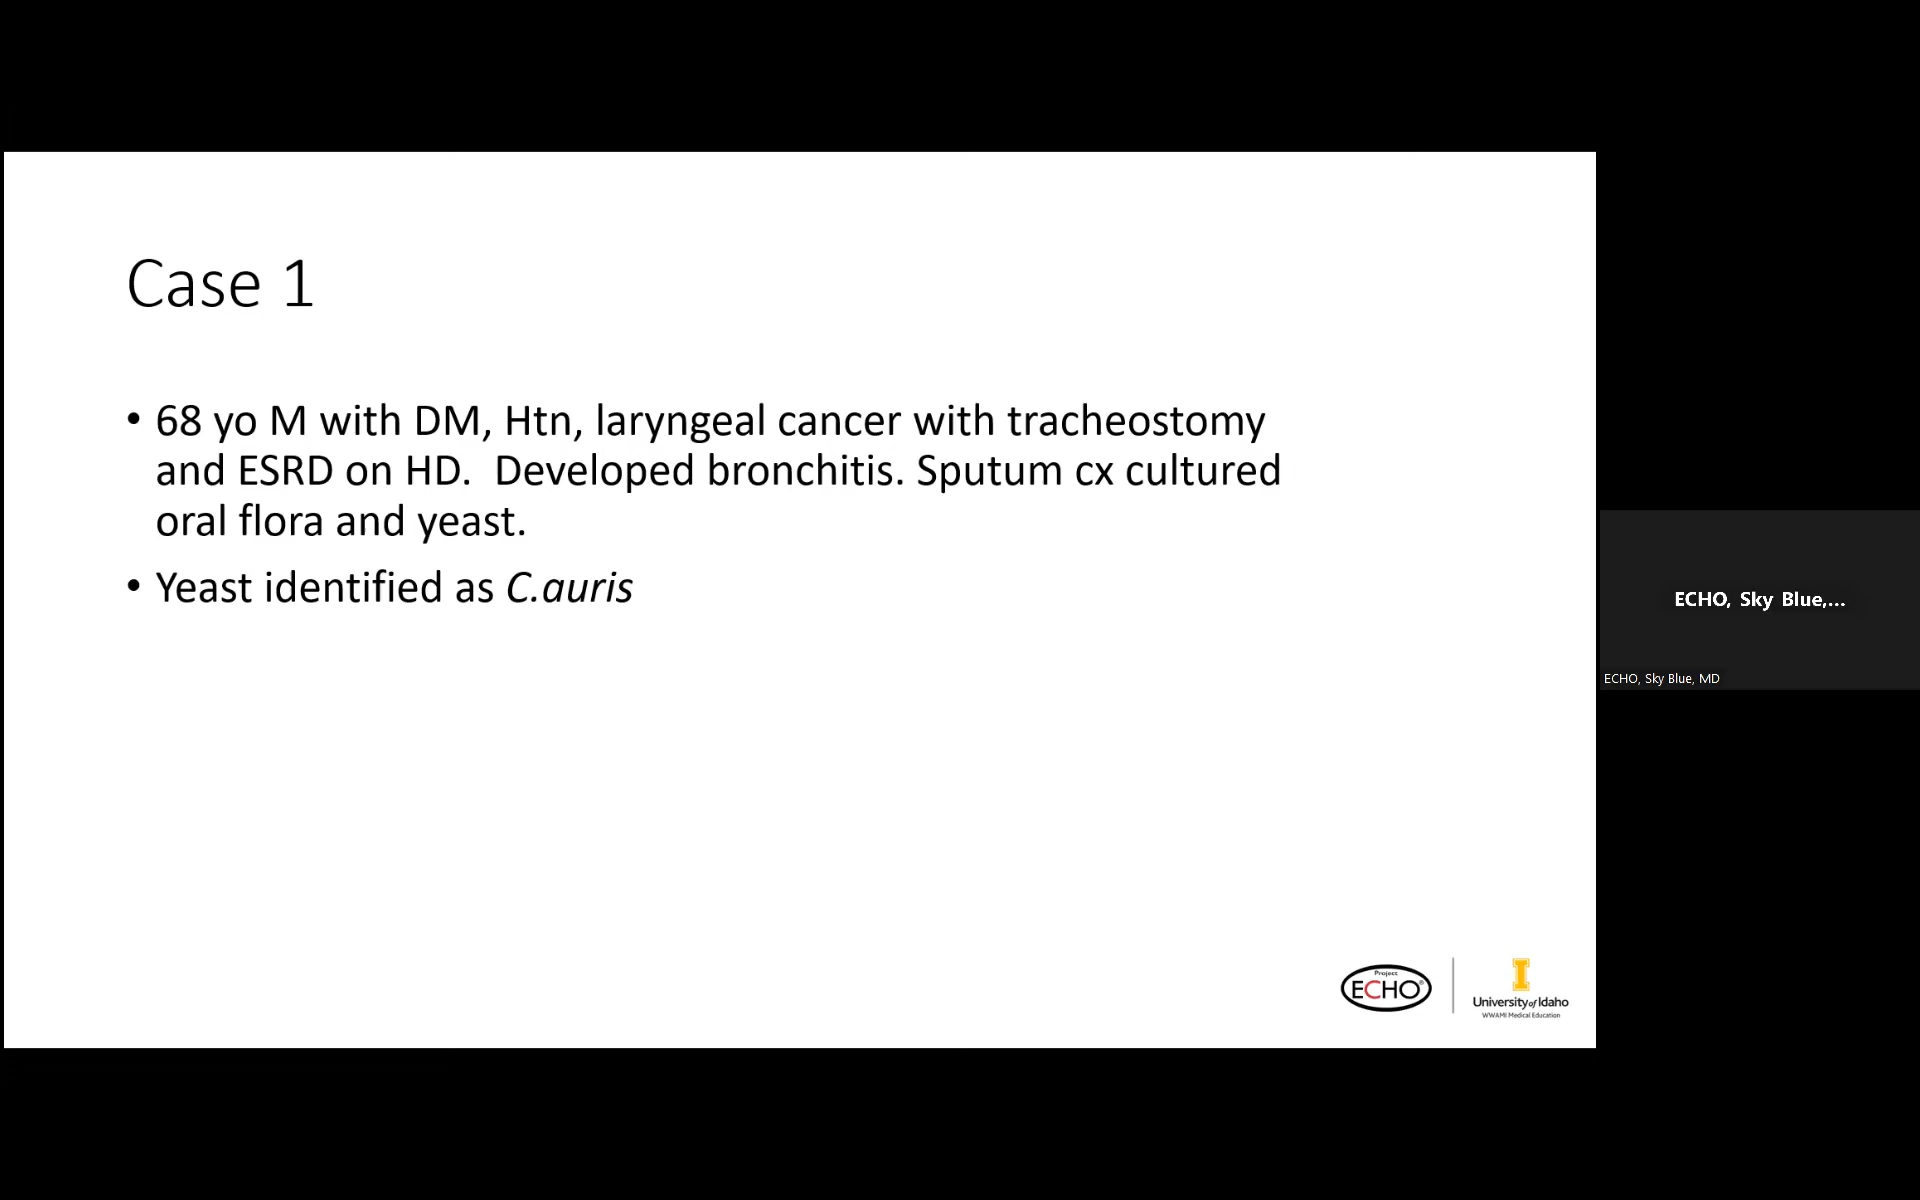 Case 1
• 68 yo M with DM, Htn, laryngeal cancer with tracheostomy
and ESRD on HD.  Developed bronchitis. Sputum cx cultured
oral flora and yeast.
• Yeast identified as C.auris
ECHO, Sky Blue,...
ECHO, Sky Blue, MD
Project
ECHO®
University of Idaho
WWAMI Medical Education